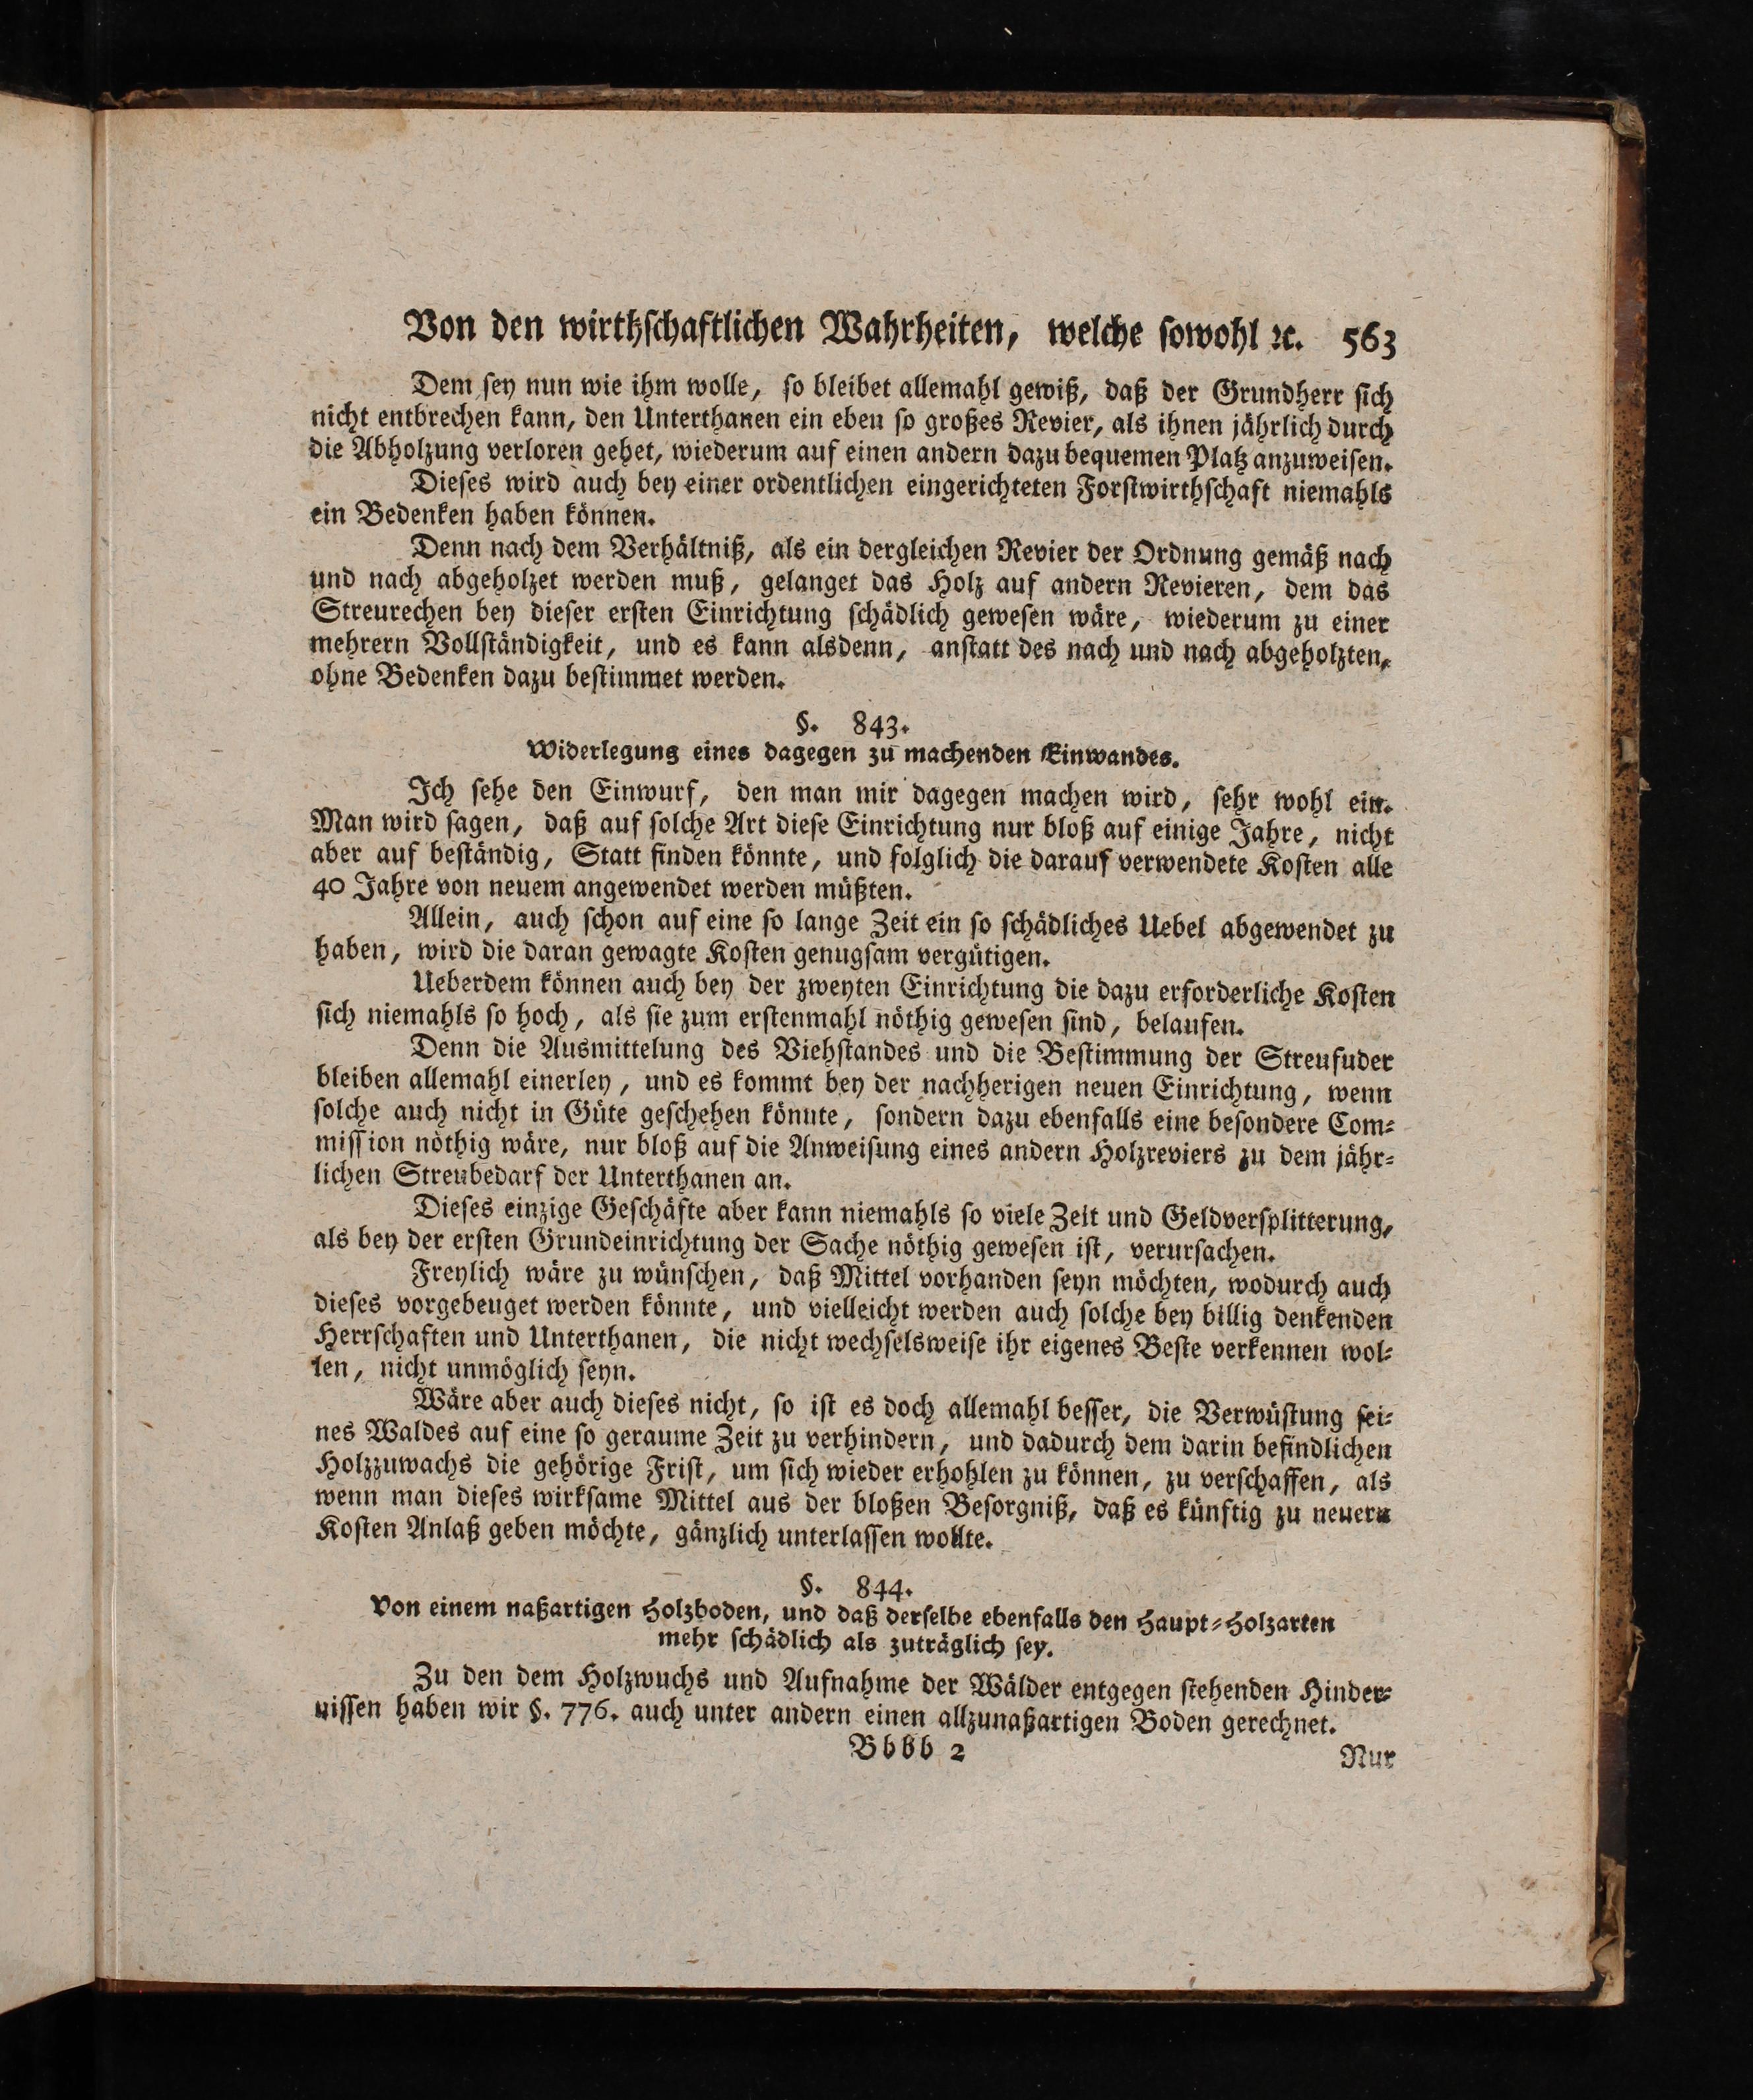 Von den wirthſchaftlichen Wahrheiten, welche ſowohl ꝛc. 563
Dem ſey nun wie ihm wolle, ſo bleibet allemahl gewiß, daß der Grundherr ſich
nicht entbrechen kann, den Unterthanen ein eben ſo großes Revier, als ihnen jährlich durch
die Abholzung verloren gehet, wiederum auf einen andern dazu bequemen Platz anzuweiſen.
Dieſes wird auch bey einer ordentlichen eingerichteten Forſtwirthſchaft niemahls
ein Bedenken haben können.
Denn nach dem Verhältniß, als ein dergleichen Revier der Ordnung gemäß nach
und nach abgeholzet werden muß, gelanget das Holz auf andern Revieren, dem das
Streurechen bey dieſer erſten Einrichtung ſchädlich geweſen wäre, wiederum zu einer
mehrern Vollſtändigkeit, und es kann alsdenn, anſtatt des nach und nach abgeholzten,
ohne Bedenken dazu beſtimmet werden.
§. 843.
Widerlegung eines dagegen zu machenden Einwandes.
Ich ſehe den Einwurf, den man mir dagegen machen wird, ſehr wohl ein.
Man wird ſagen, daß auf ſolche Art dieſe Einrichtung nur bloß auf einige Jahre, nicht
aber auf beſtändig, Statt finden könnte, und folglich die darauf verwendete Koſten alle
40 Jahre von neuem angewendet werden müßten.
Allein, auch ſchon auf eine ſo lange Zeit ein ſo ſchädliches Uebel abgewendet zu
haben, wird die daran gewagte Koſten genugſam vergütigen.
Ueberdem können auch bey der zweyten Einrichtung die dazu erforderliche Koſten
ſich niemahls ſo hoch, als ſie zum erſtenmahl nöthig geweſen ſind, belaufen.
Denn die Ausmittelung des Viehſtandes und die Beſtimmung der Streufuder
bleiben allemahl einerley, und es kommt bey der nachherigen neuen Einrichtung, wenn
ſolche auch nicht in Güte geſchehen könnte, ſondern dazu ebenfalls eine beſondere Com⸗
miſſion nöthig wäre, nur bloß auf die Anweiſung eines andern Holzreviers zu dem jähr⸗
lichen Streubedarf der Unterthanen an.
Dieſes einzige Geſchäfte aber kann niemahls ſo viele Zeit und Geldverſplitterung,
als bey der erſten Grundeinrichtung der Sache nöthig geweſen iſt, verurſachen.
Freylich wäre zu wünſchen, daß Mittel vorhanden ſeyn möchten, wodurch auch
dieſes vorgebeuget werden könnte, und vielleicht werden auch ſolche bey billig denkenden
Herrſchaften und Unterthanen, die nicht wechſelsweiſe ihr eigenes Beſte verkennen wol⸗
len, nicht unmöglich ſeyn.
Wäre aber auch dieſes nicht, ſo iſt es doch allemahl beſſer, die Verwüſtung ſei⸗
nes Waldes auf eine ſo geraume Zeit zu verhindern, und dadurch dem darin befindlichen
Holzzuwachs die gehörige Friſt, um ſich wieder erhohlen zu können, zu verſchaffen, als
wenn man dieſes wirkſame Mittel aus der bloßen Beſorgniß, daß es künftig zu neuern
Koſten Anlaß geben möchte, gänzlich unterlaſſen wollte.
§. 844.
Von einem naßartigen Holzboden, und daß derſelbe ebenfalls den Haupt⸗Holzarten
mehr ſchädlich als zuträglich ſey.
Zu den dem Holzwuchs und Aufnahme der Wälder entgegen ſtehenden Hinder⸗
niſſen haben wir §. 776. auch unter andern einen allzunaßartigen Boden gerechnet.
Bbbb 2
Nur